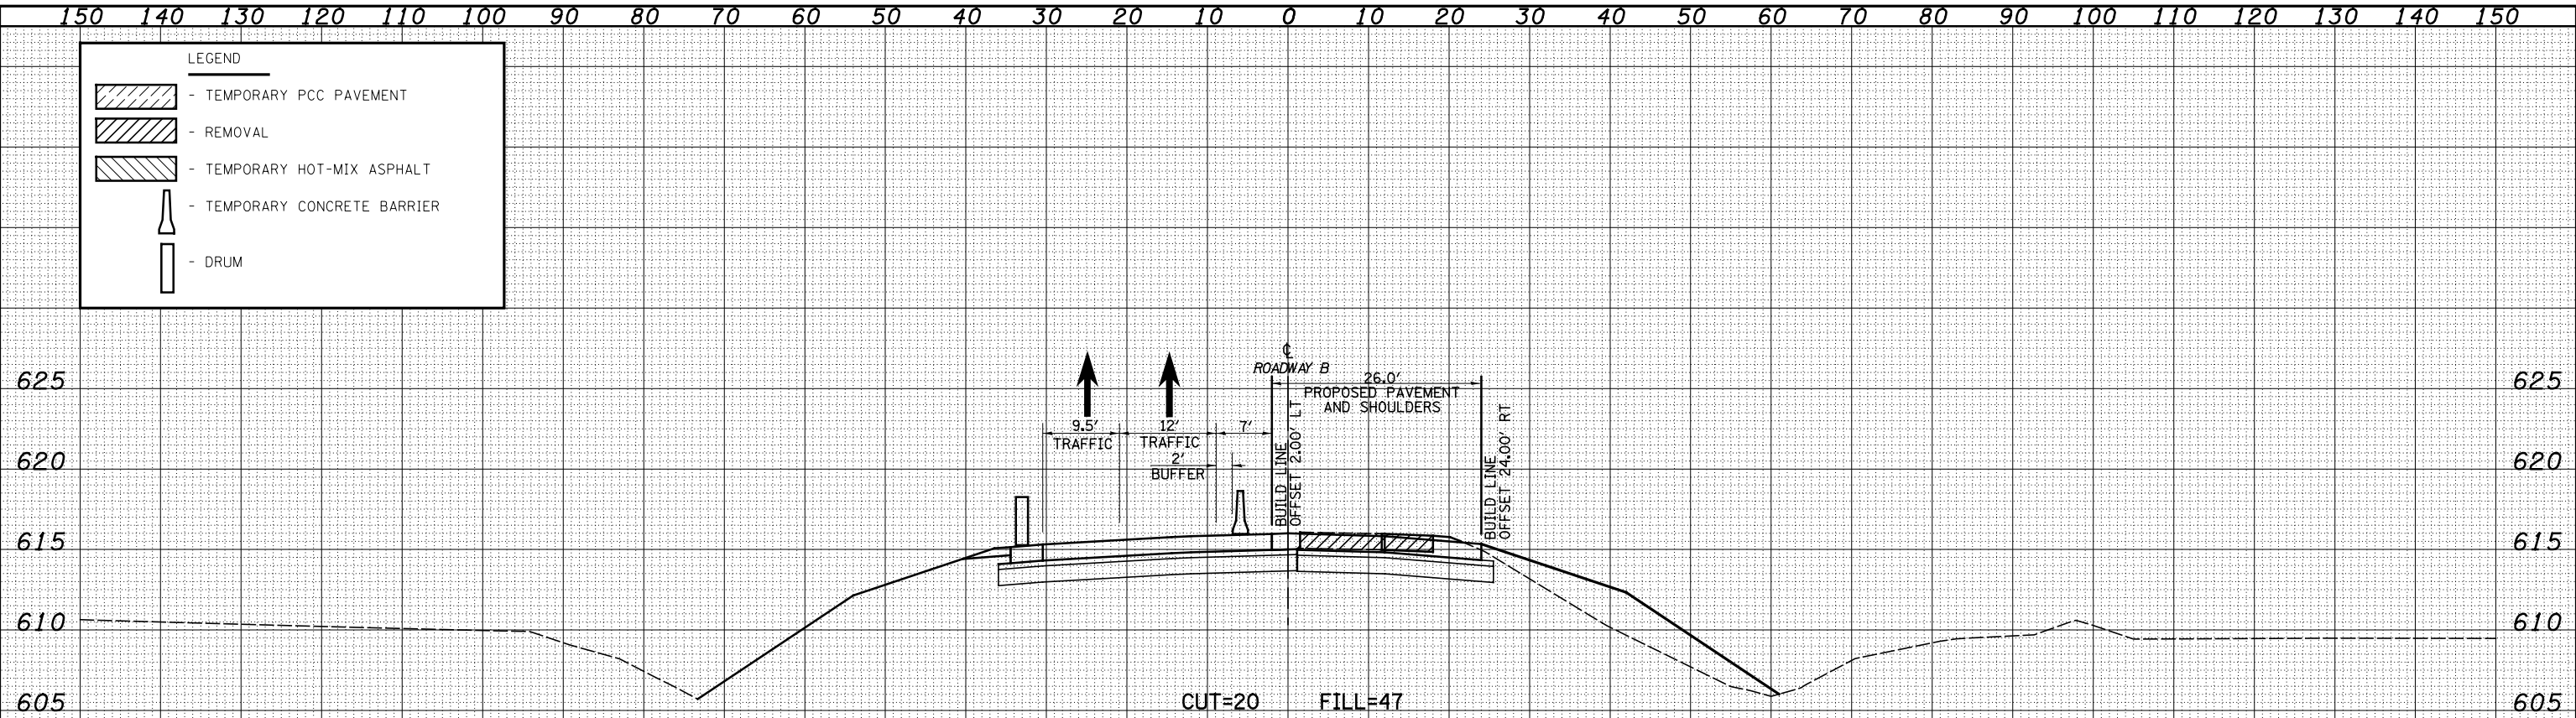 150 140 130 120 110 100 90 80 70 60 50 40 30 20 10 0 10 20 30 40 50 60 70 80 90 100 110 120 130 140 150
LEGEND
- TEMPORARY PCC PAVEMENT
- REMOVAL
- TEMPORARY HOT-MIX ASPHALT
- TEMPORARY CONCRETE BARRIER
- DRUM
℄
ROADWAY B
26.0'
PROPOSED PAVEMENT
AND SHOULDERS
625 625
9.5' 12' 7'
TRAFFIC TRAFFIC
2'
BUFFER
BUILD LINE
OFFSET 2.00' LT
BUILD LINE
OFFSET 24.00' RT
620 620
615 615
610 610
605 605
CUT=20 FILL=47